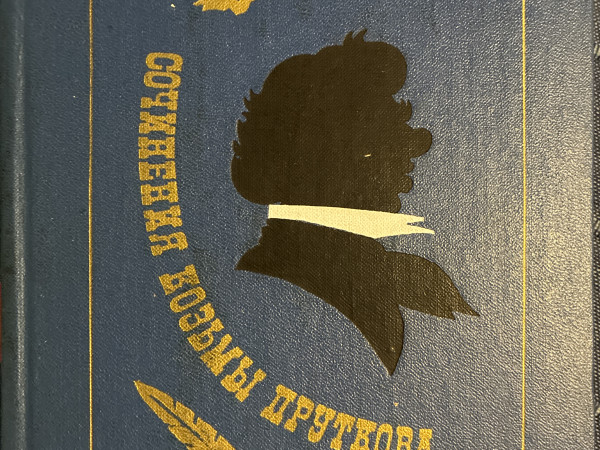 СОЧИНЕНИЯ КОЗЬМЫ ПРУТКОВА